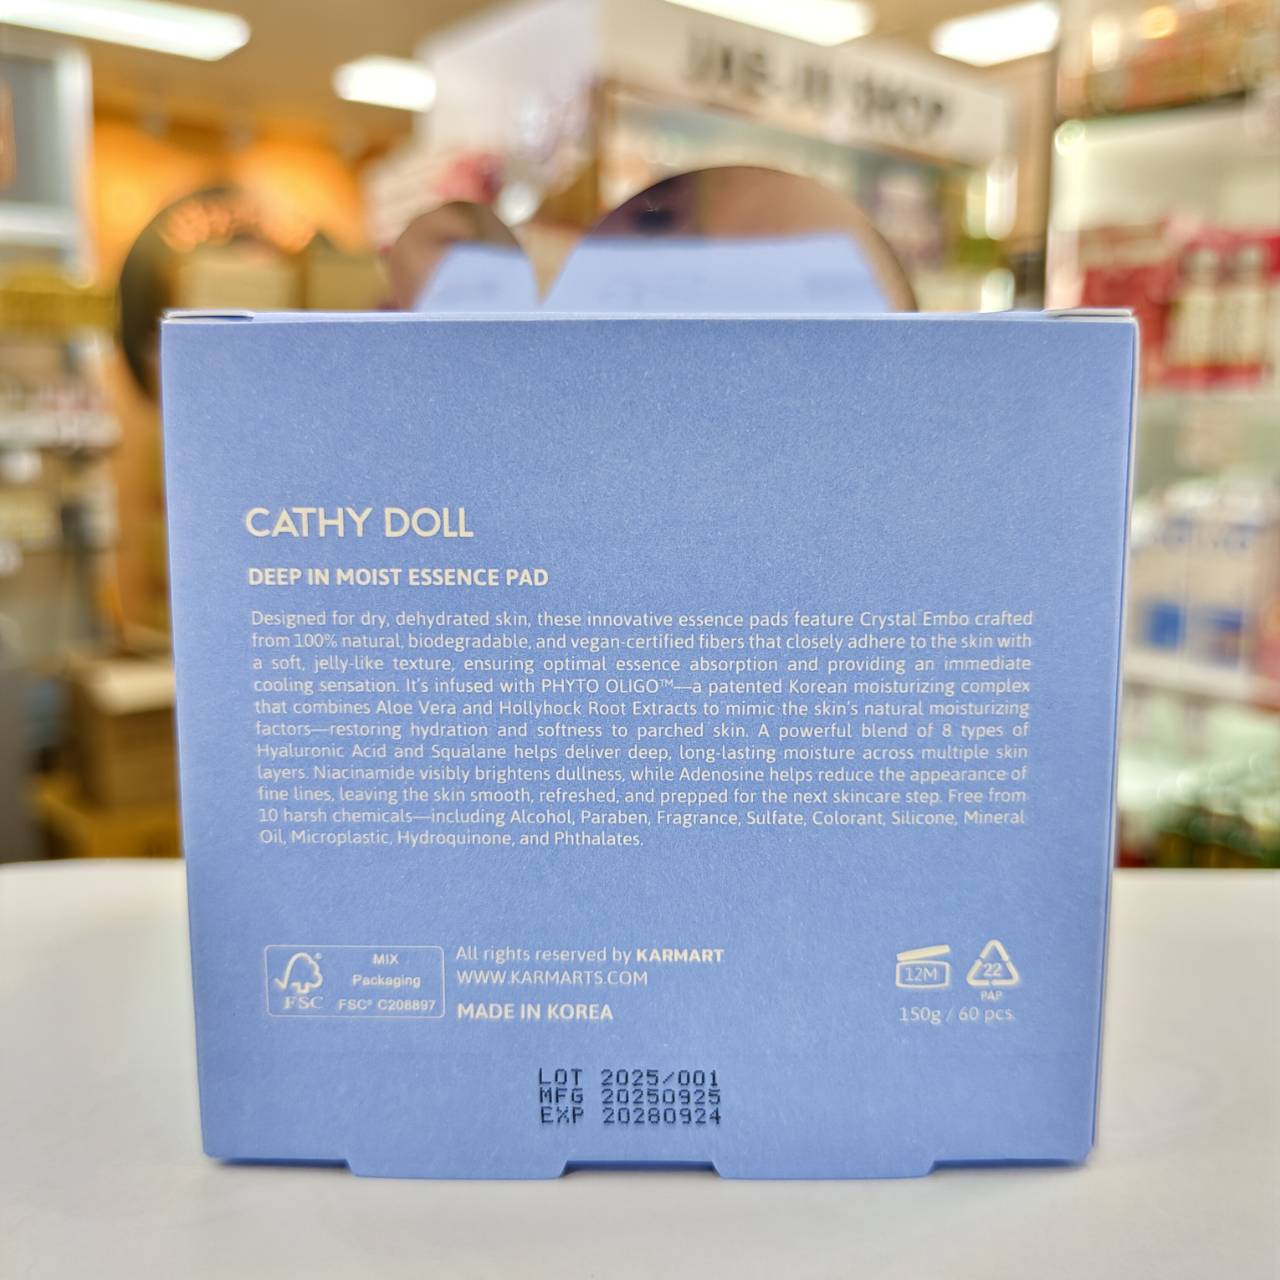 CATHY DOLL
DEEP IN MOIST ESSENCE PAD
Designed for dry, dehydrated skin, these innovative essence pads feature Crystal Embo crafted
from 100% natural, biodegradable, and vegan-certified fibers that closely adhere to the skin with
a soft, jelly-like texture, ensuring optimal essence absorption and providing an immediate
cooling sensation. It's infused with PHYTO OLIGO™—a patented Korean moisturizing complex
that combines Aloe Vera and Hollyhock Root Extracts to mimic the skin's natural moisturizing
factors—restoring hydration and softness to parched skin. A powerful blend of 8 types of
Hyaluronic Acid and Squalane helps deliver deep, long-lasting moisture across multiple skin
layers. Niacinamide visibly brightens dullness, while Adenosine helps reduce the appearance of
fine lines, leaving the skin smooth, refreshed, and prepped for the next skincare step. Free from
10 harsh chemicals—including Alcohol, Paraben, Fragrance, Sulfate, Colorant, Silicone, Mineral
Oil, Microplastic, Hydroquinone, and Phthalates.
FSC
MIX
Packaging
FSC® C208897
All rights reserved by KARMART
WWW.KARMARTS.COM
MADE IN KOREA
12M
22
PAP
150g / 60 pcs.
LOT 2025/001
MFG 20250925
EXP 20280924